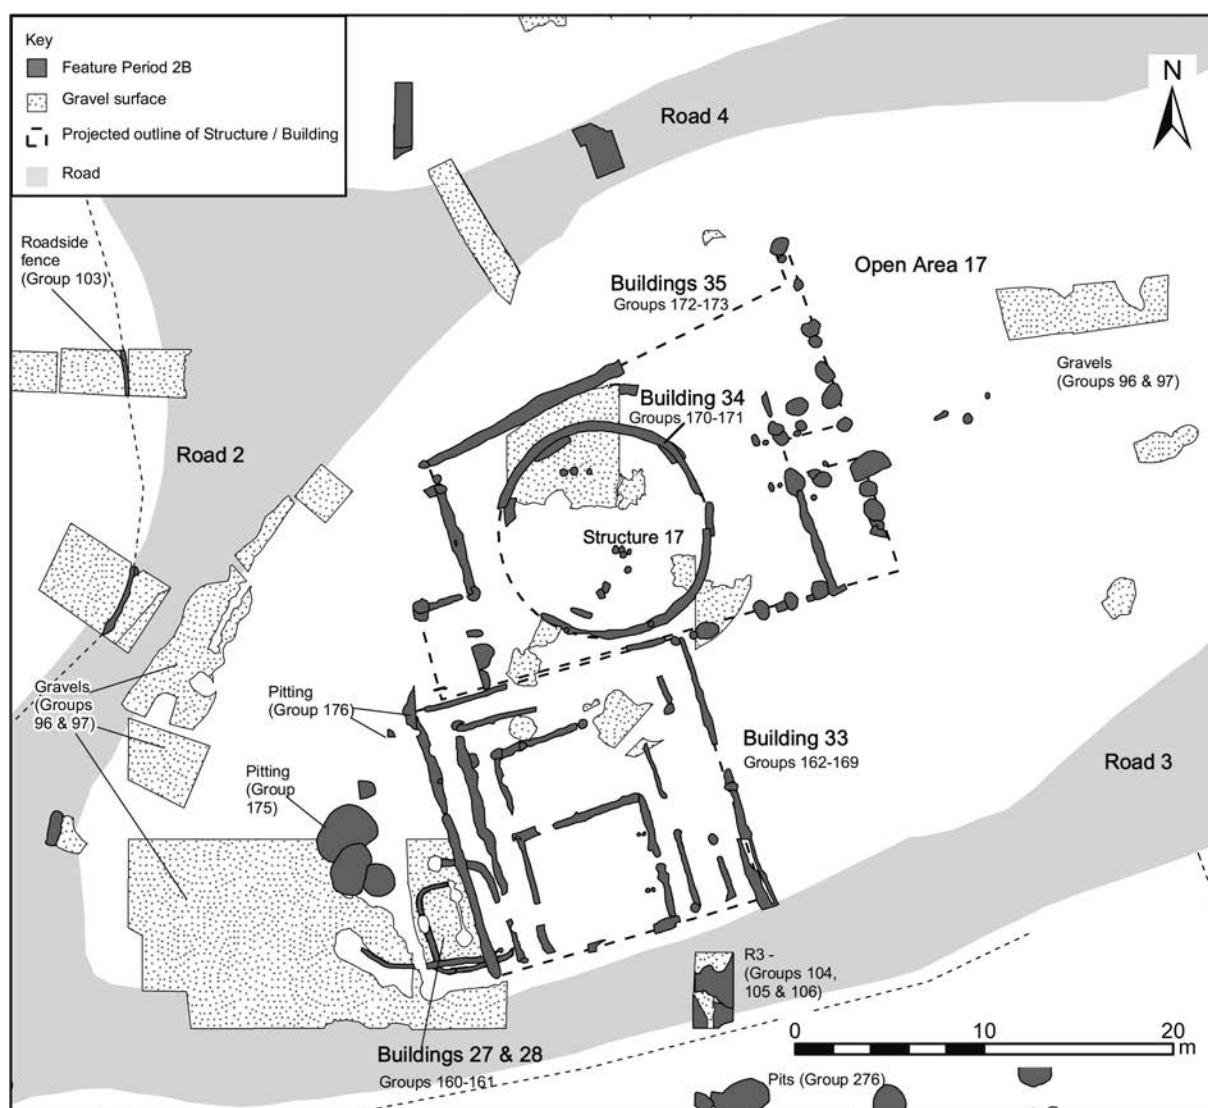 Key
Feature Period 2B
Gravel surface
Projected outline of Structure / Building
Road
N
Road 4
Roadside
fence
(Group 103)
Open Area 17
Buildings 35
Groups 172-173
Gravels
(Groups 96 & 97)
Building 34
Groups 170-171
Road 2
Structure 17
Gravels
(Groups
96 & 97)
Pitting
(Group 176)
Building 33
Groups 162-169
Road 3
Pitting
(Group
175)
R3 -
(Groups 104,
105 & 106)
0 10 20
m
Buildings 27 & 28
Groups 160-161
Pits (Group 276)